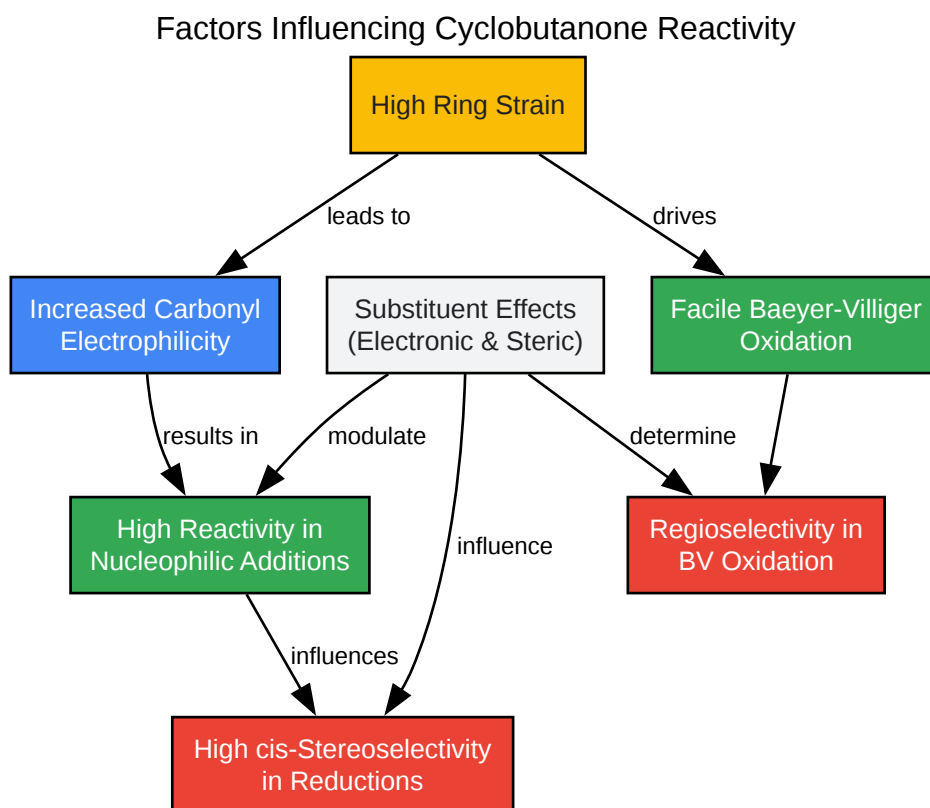 Factors Influencing Cyclobutanone Reactivity
High Ring Strain
leads to
drives
Increased Carbonyl
Electrophilicity
Substituent Effects
(Electronic & Steric)
Facile Baeyer-Villiger
Oxidation
results in
modulate
determine
High Reactivity in
Nucleophilic Additions
influence
Regioselectivity in
BV Oxidation
influences
High cis-Stereoselectivity
in Reductions